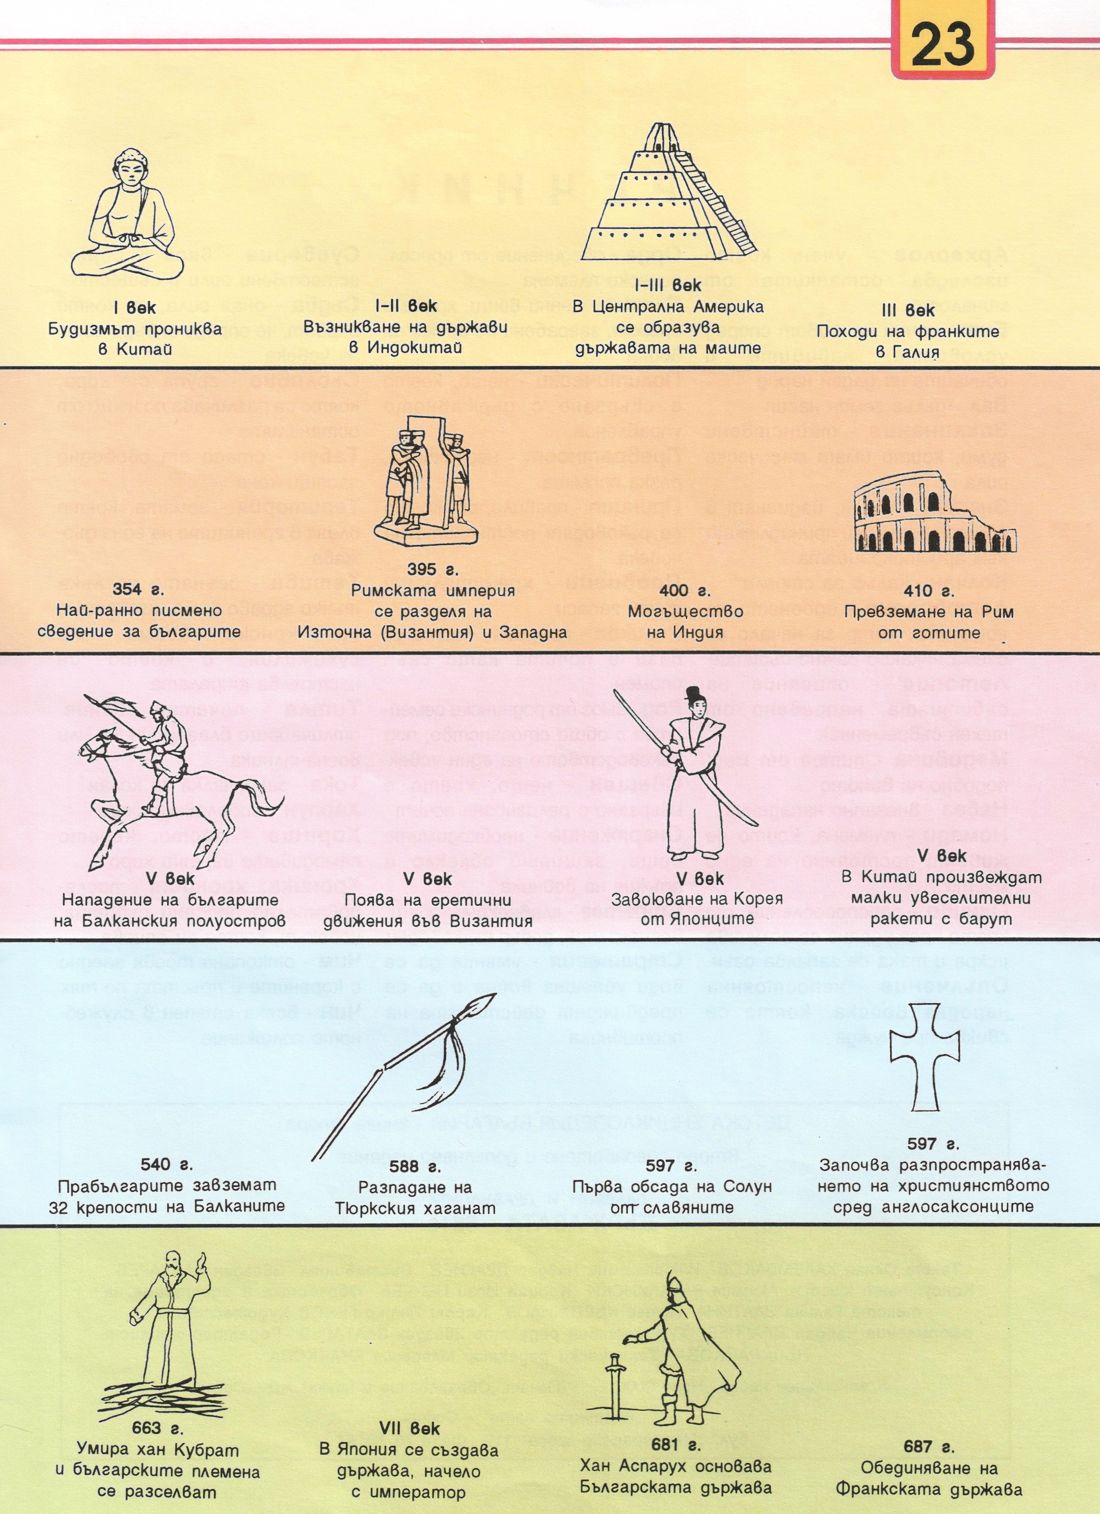 23
I век
Будизмът прониква
в Китай
I-II век
Възникване на държави
в Индокитай
I-III век
В Централна Америка
се образува
държавата на маите
III век
Походи на франките
в Галия
354 г.
Най-ранно писмено
сведение за българите
395 г.
Римската империя
се разделя на
Източна (Византия) и Западна
400 г.
Могъщество
на Индия
410 г.
Превземане на Рим
от готите
V век
Нападение на българите
на Балканския полуостров
V век
Поява на еретични
движения във Византия
V век
Завоюване на Корея
от Японците
V век
В Китай произвеждат
малки увеселителни
ракети с барут
540 г.
Прабългарите завземат
32 крепости на Балканите
588 г.
Разпадане на
Тюркския хаганат
597 г.
Първа обсада на Солун
от славяните
597 г.
Започва разпространява-
нето на християнството
сред англосаксонците
663 г.
Умира хан Кубрат
и българските племена
се разселват
VII век
В Япония се създава
държава, начело
с император
681 г.
Хан Аспарух основава
Българската държава
687 г.
Обединяване на
Франкската държава